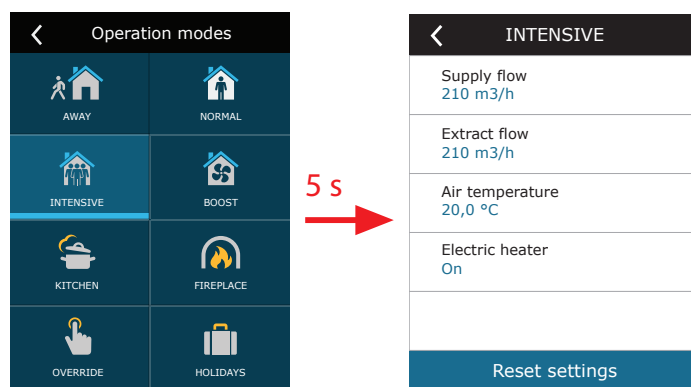 Operation modes
AWAY
NORMAL
INTENSIVE
BOOST
KITCHEN
FIREPLACE
OVERRIDE
HOLIDAYS
5 s
INTENSIVE
Supply flow
210 m3/h
Extract flow
210 m3/h
Air temperature
20,0 °C
Electric heater
On
Reset settings